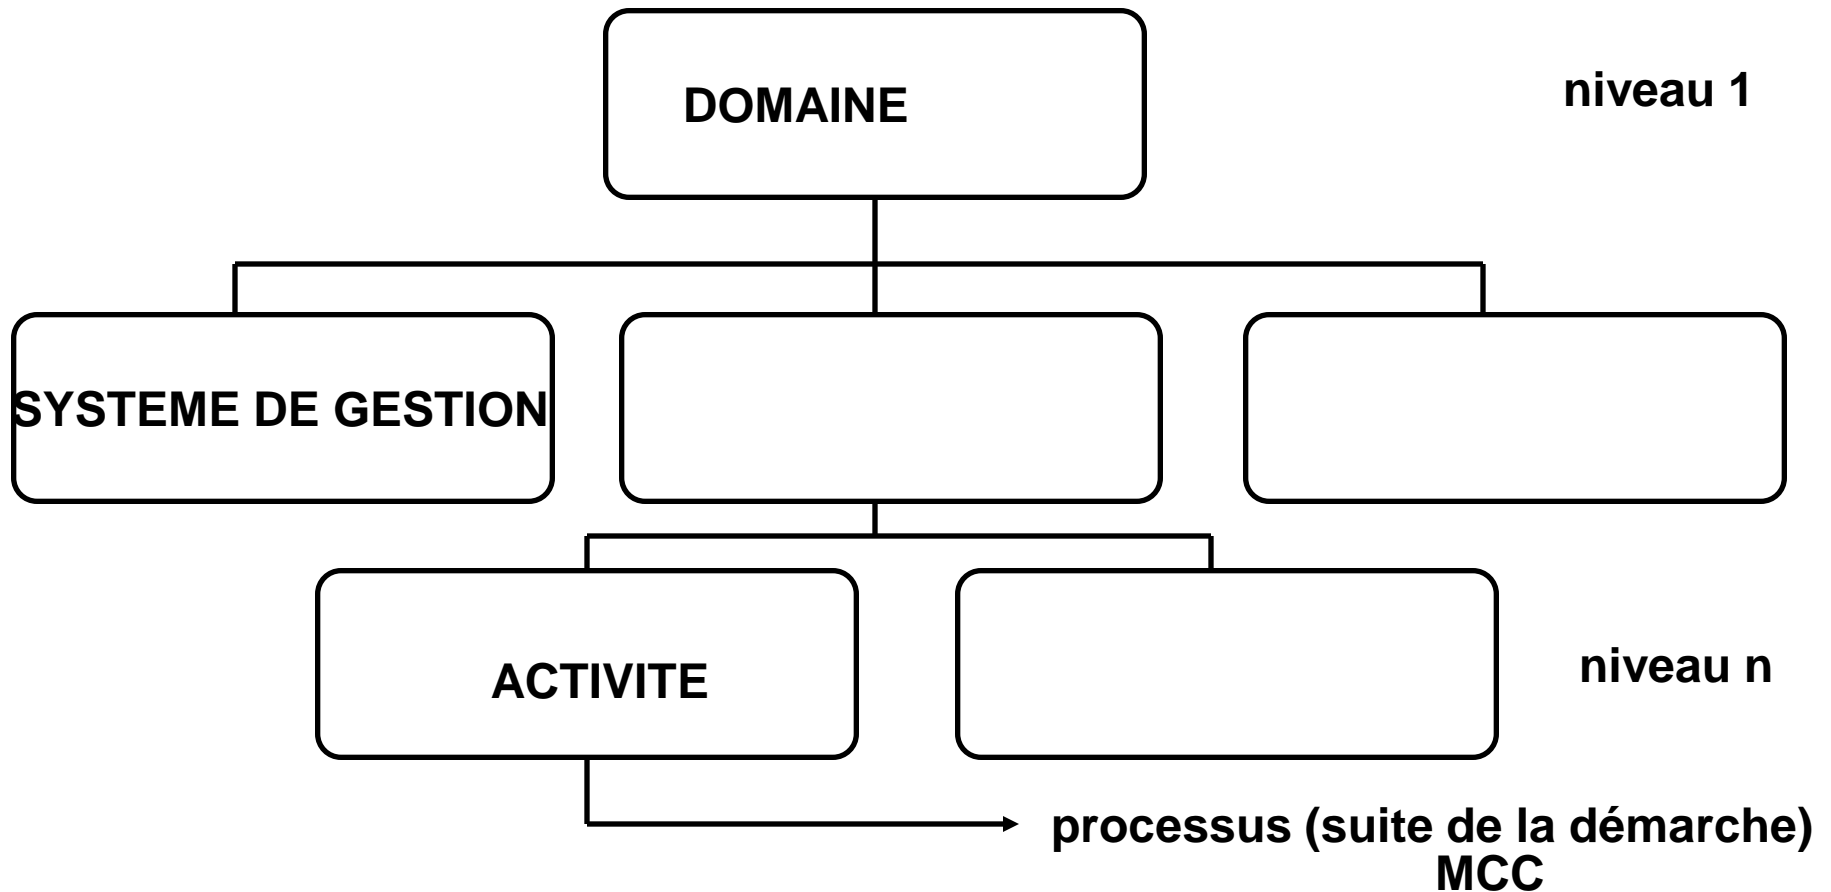 DOMAINE
niveau 1
SYSTEME DE GESTION
ACTIVITE
niveau n
processus (suite de la démarche)
MCC